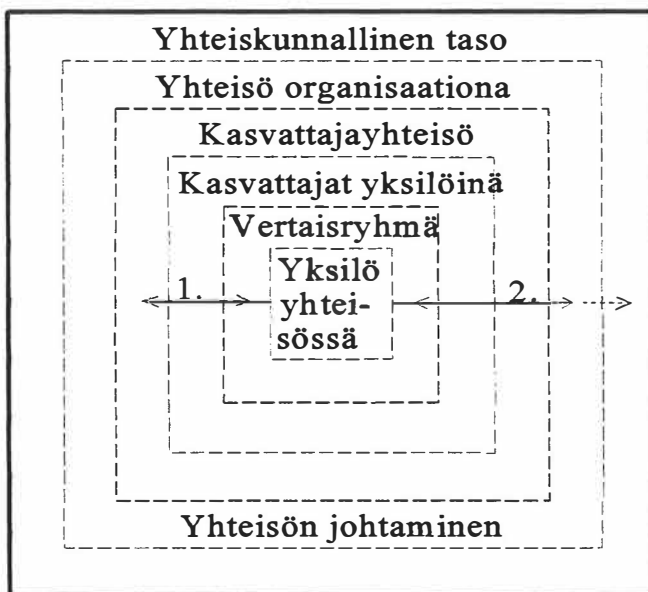 Yhteiskunnallinen taso
Yhteisö organisaationa
Kasvattajayhteisö
Kasvattajat yksilöinä
Vertaisryhmä
Yksilö
1.
2.
yhtei-
sössä
Yhteisön johtaminen